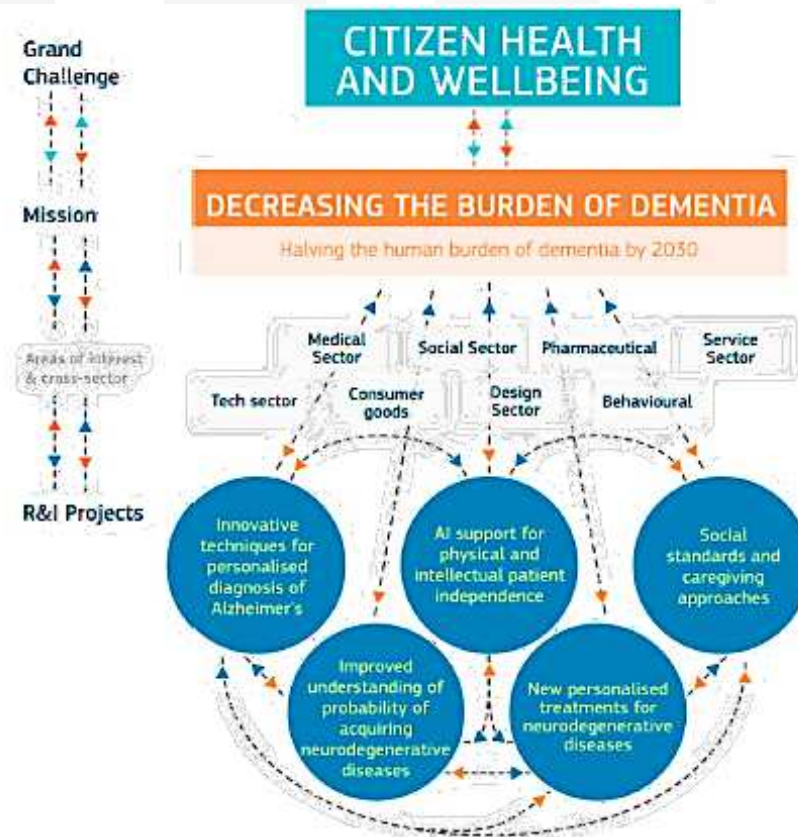 Grand
Challenge
CITIZEN HEALTH
AND WELLBEING
Mission
DECREASING THE BURDEN OF DEMENTIA
Halving the human burden of dementia by 2030
Areas of interest
& cross-sector
Medical
Sector
Social Sector
Pharmaceutical
Service
Sector
Tech sector
Consumer
goods
Design
Sector
Behavioural
R&I Projects
Innovative
techniques for
personalised
diagnosis of
Alzheimer's
AI support for
physical and
intellectual patient
independence
Social
standards and
caregiving
approaches
Improved
understanding of
probability of
acquiring
neurodegenerative
diseases
New personalised
treatments for
neurodegenerative
diseases